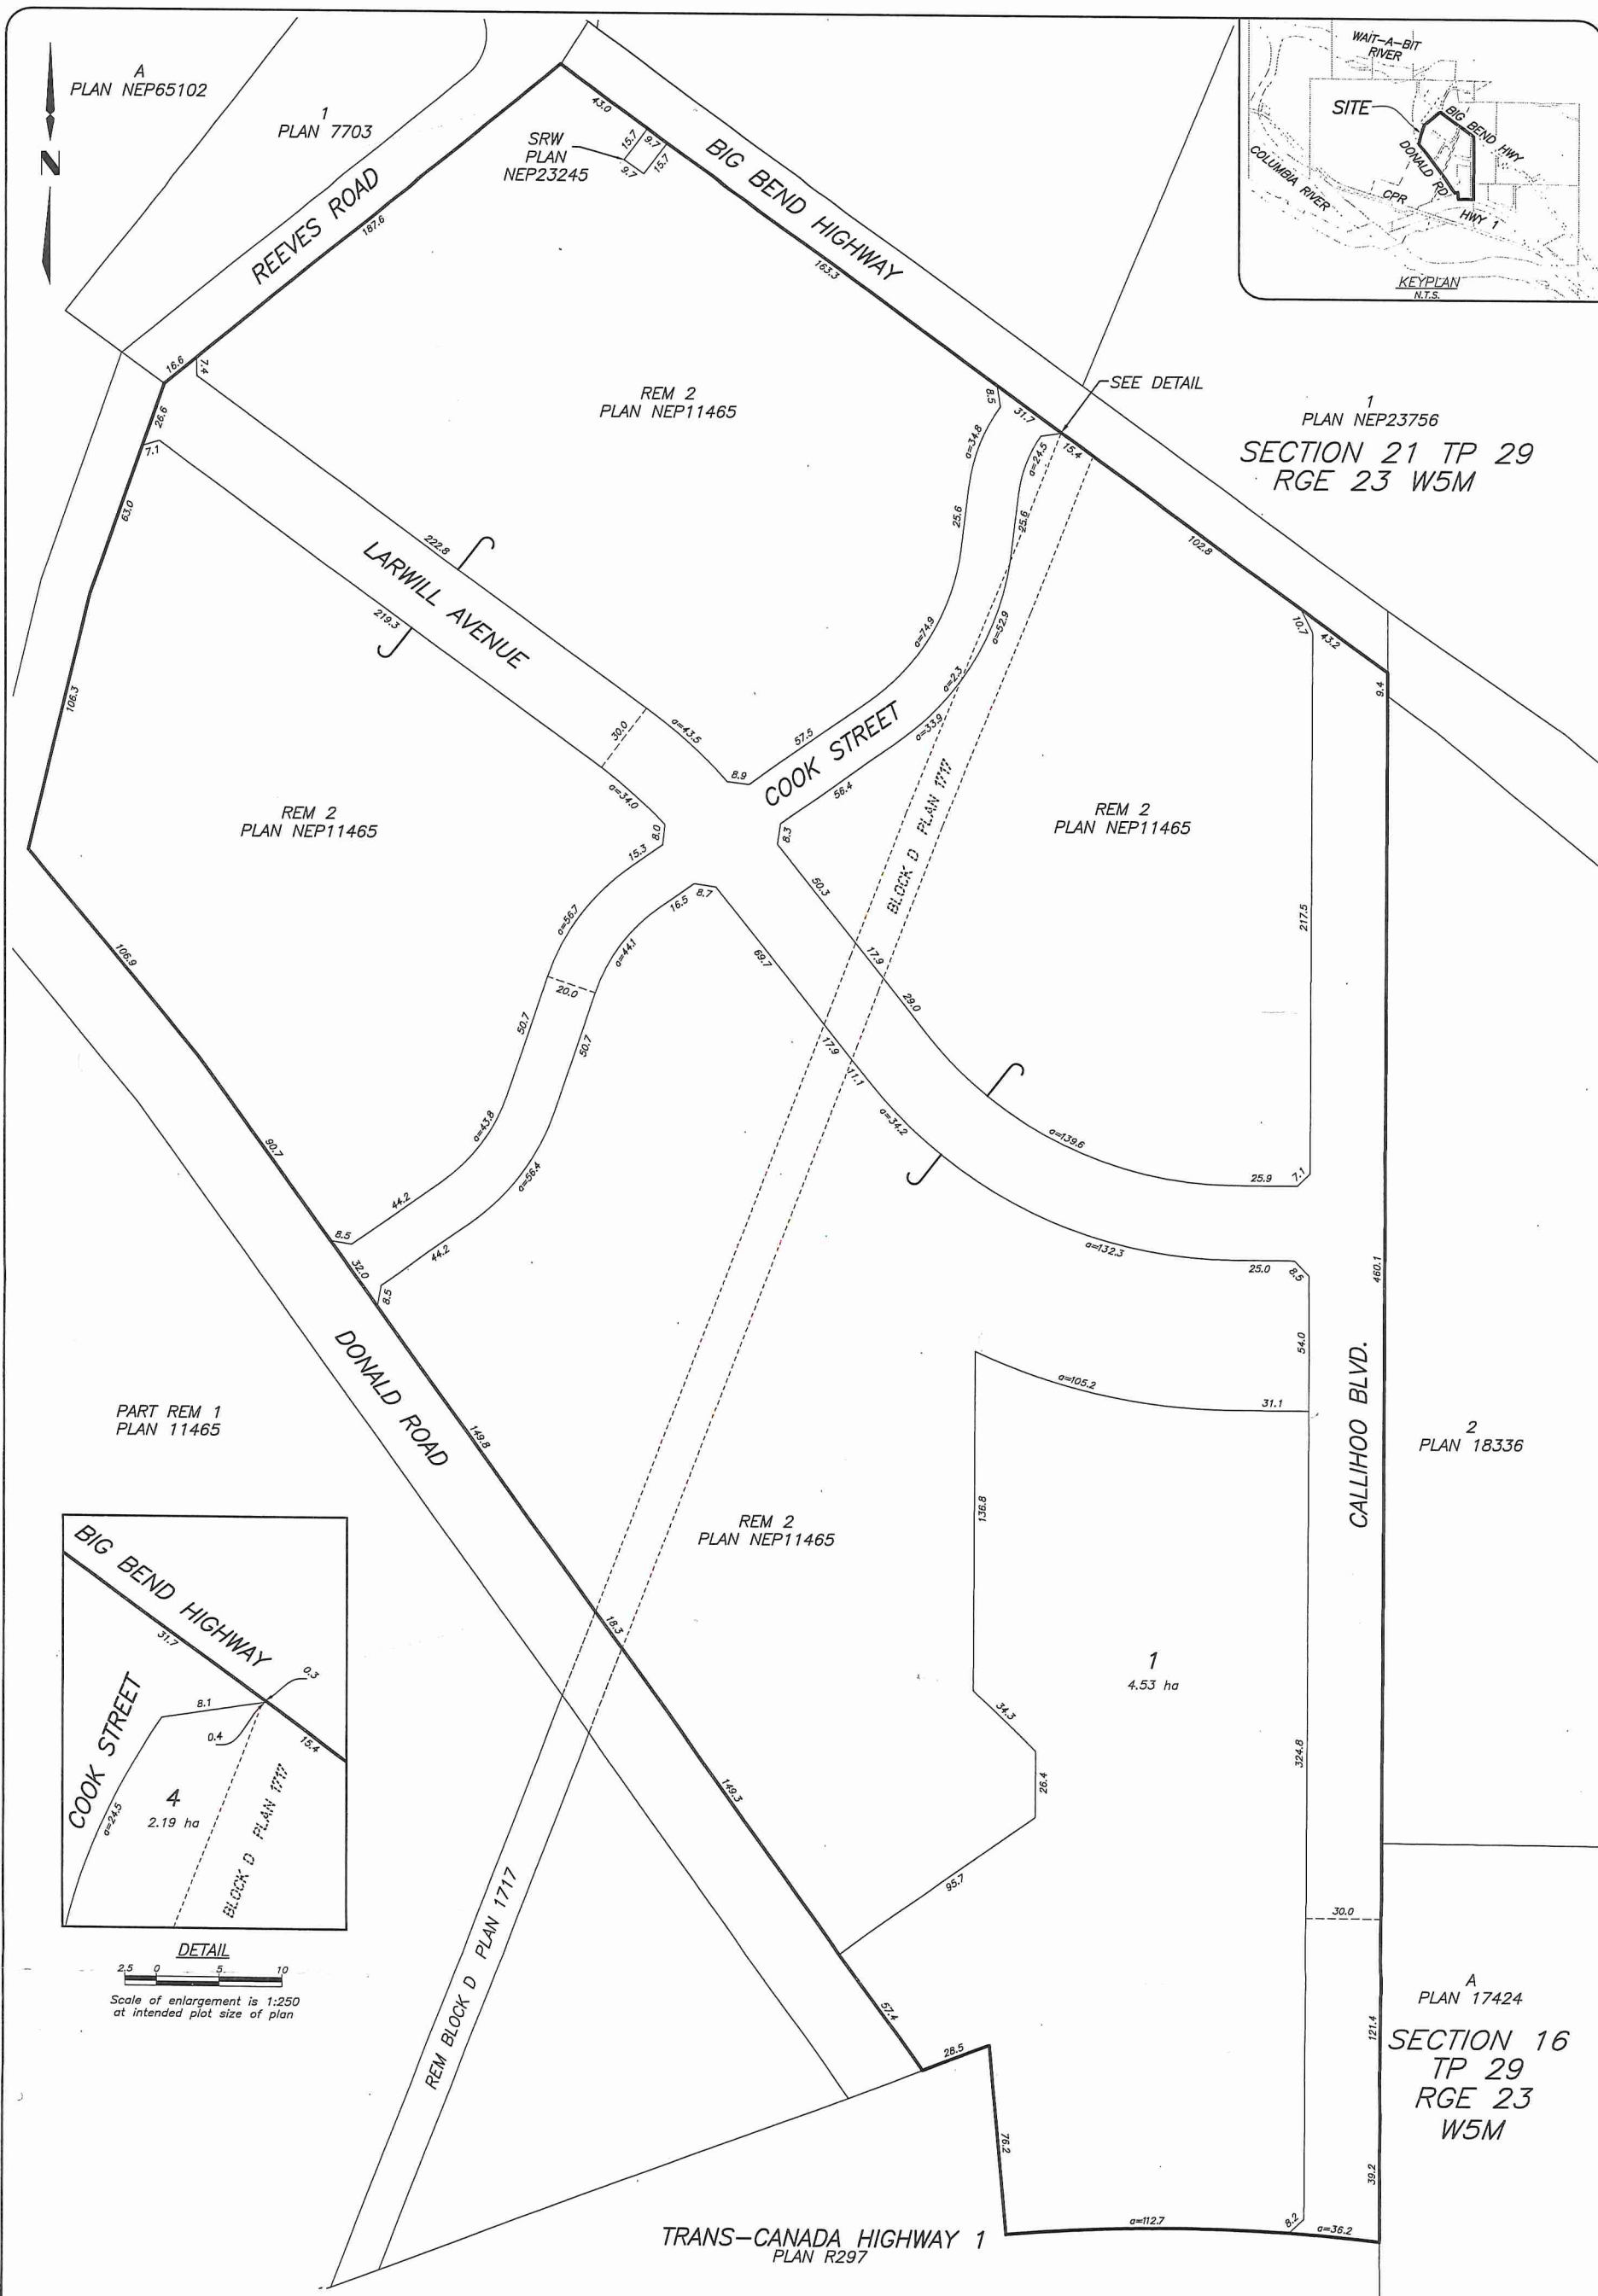 A
PLAN NEP65102
N
1
PLAN 7703
SRW
PLAN
NEP23245
43.0
15.7
9.7
15.7
9.7
REEVES ROAD
187.6
BIG BEND HIGHWAY
163.3
WAIT-A-BIT
RIVER
SITE
BIG BEND HWY
DONALD RD
COLUMBIA RIVER
CPR
HWY 1
KEYPLAN
N.T.S.
16.6
7.4
26.6
7.1
63.0
106.3
REM 2
PLAN NEP11465
8.5
31.7
SEE DETAIL
15.4
1
PLAN NEP23756
SECTION 21 TP 29
RGE 23 W5M
a=34.8
a=24.5
25.6
25.6
102.8
222.8
LARWILL AVENUE
219.3
a=74.9
a=52.9
a=2.3
a=33.9
10.7
43.2
9.4
30.0
a=43.5
57.5
COOK STREET
8.9
56.4
a=34.0
8.0
8.3
REM 2
PLAN NEP11465
REM 2
PLAN NEP11465
BLOCK D PLAN 1717
15.3
16.5
8.7
50.3
a=56.7
a=44.1
106.9
69.7
17.9
29.0
217.5
20.0
50.7
50.7
17.9
11.1
a=34.2
a=43.8
a=56.4
90.7
a=139.6
25.9
7.1
44.2
44.2
8.5
32.0
8.5
a=132.3
25.0
8.5
460.1
54.0
DONALD ROAD
149.8
a=105.2
31.1
CALLIHOO BLVD.
PART REM 1
PLAN 11465
2
PLAN 18336
136.8
REM 2
PLAN NEP11465
18.3
1
4.53 ha
34.3
26.4
324.8
149.3
95.7
30.0
BIG BEND HIGHWAY
31.7
0.3
8.1
0.4
15.4
COOK STREET
4
2.19 ha
a=24.5
BLOCK D PLAN 1717
DETAIL
2.5 0 5 10
Scale of enlargement is 1:250
at intended plot size of plan
REM BLOCK D PLAN 1717
57.4
28.5
A
PLAN 17424
SECTION 16
TP 29
RGE 23
W5M
121.4
76.2
39.2
8.2
a=112.7
a=36.2
TRANS-CANADA HIGHWAY 1
PLAN R297